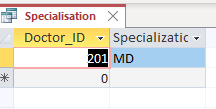 Specialisation
Doctor_ID Specializatic
201 MD
* 0